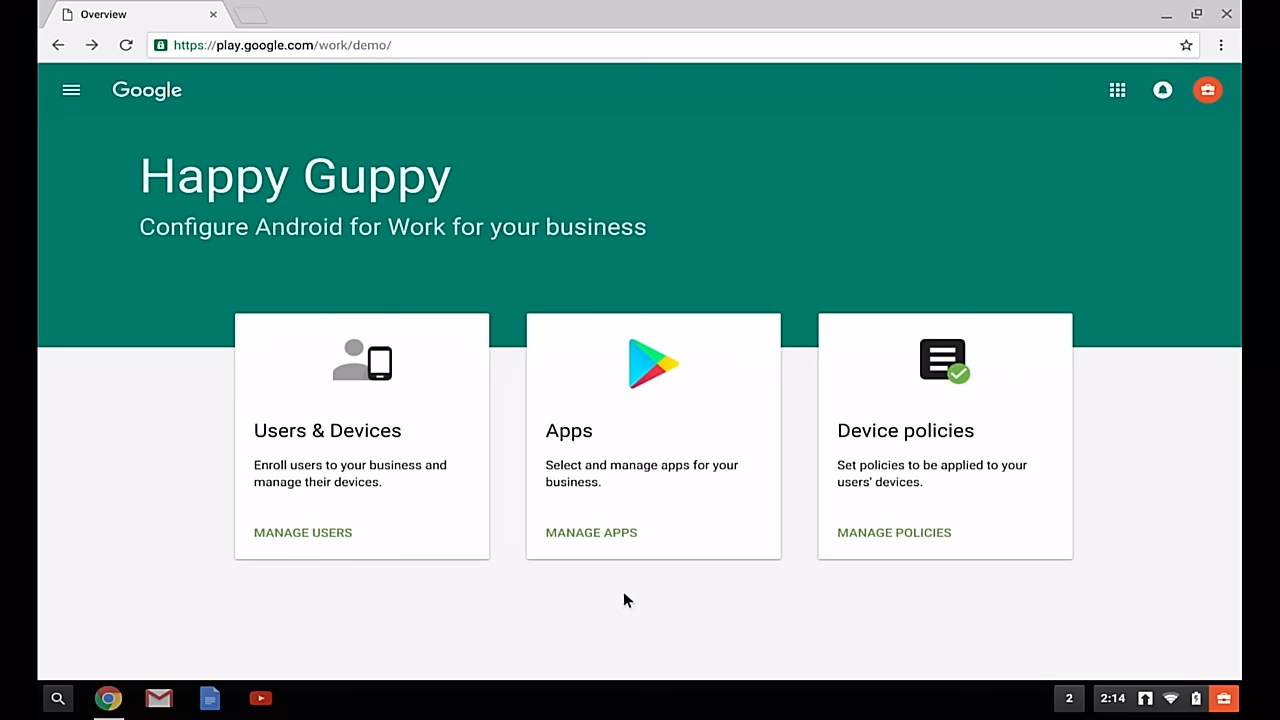 Overview
https://play.google.com/work/demo/
Google
Happy Guppy
Configure Android for Work for your business
Users & Devices
Enroll users to your business and
manage their devices.
MANAGE USERS
Apps
Select and manage apps for your
business.
MANAGE APPS
Device policies
Set policies to be applied to your
users' devices.
MANAGE POLICIES
2
2:14